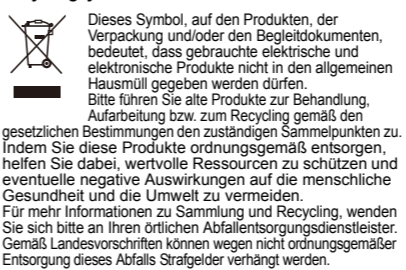 Dieses Symbol, auf den Produkten, der
Verpackung und/oder den Begleitdokumenten,
bedeutet, dass gebrauchte elektrische und
elektronische Produkte nicht in den allgemeinen
Hausmüll gegeben werden dürfen.
Bitte führen Sie alte Produkte zur Behandlung,
Aufarbeitung bzw. zum Recycling gemäß den
gesetzlichen Bestimmungen den zuständigen Sammelpunkten zu.
Indem Sie diese Produkte ordnungsgemäß entsorgen,
helfen Sie dabei, wertvolle Ressourcen zu schützen und
eventuelle negative Auswirkungen auf die menschliche
Gesundheit und die Umwelt zu vermeiden.
Für mehr Informationen zu Sammlung und Recycling, wenden
Sie sich bitte an Ihren örtlichen Abfallentsorgungsdienstleister.
Gemäß Landesvorschriften können wegen nicht ordnungsgemäßer
Entsorgung dieses Abfalls Strafgelder verhängt werden.